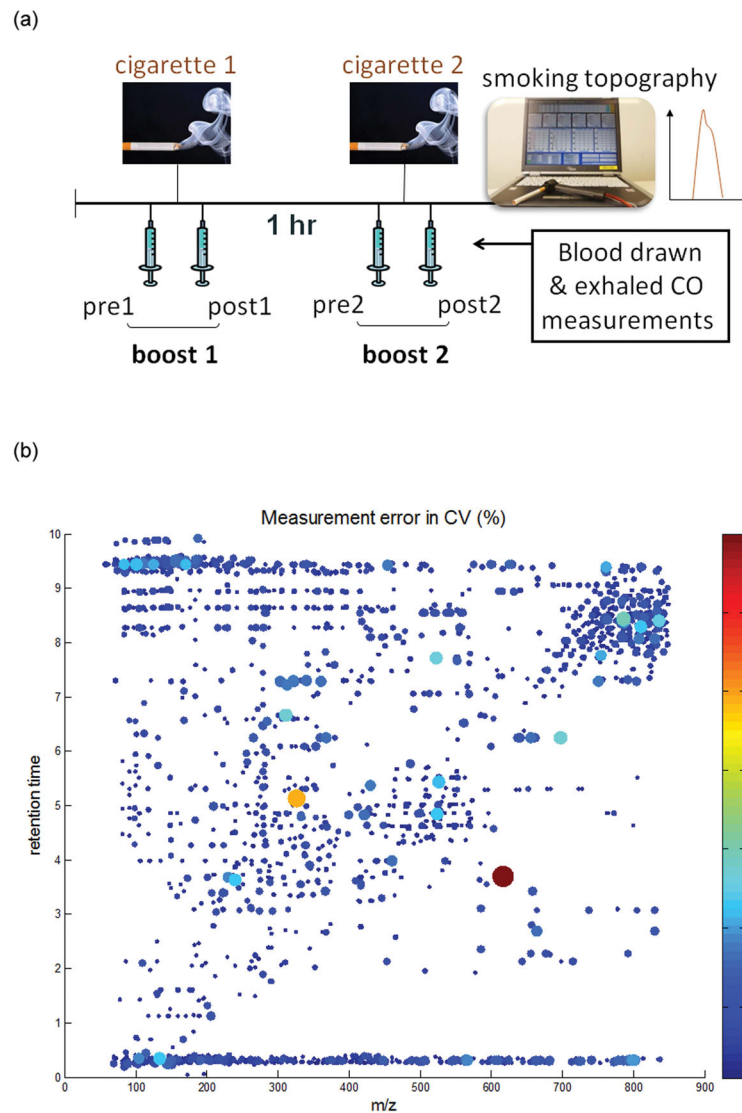 (a)
cigarette 1
cigarette 2
smoking topography
1 hr
pre1
post1
pre2
post2
boost 1
boost 2
Blood drawn
& exhaled CO
measurements
(b)
Measurement error in CV (%)
10
9
8
7
6
5
4
3
2
1
0
retention time
0 100 200 300 400 500 600 700 800 900
m/z